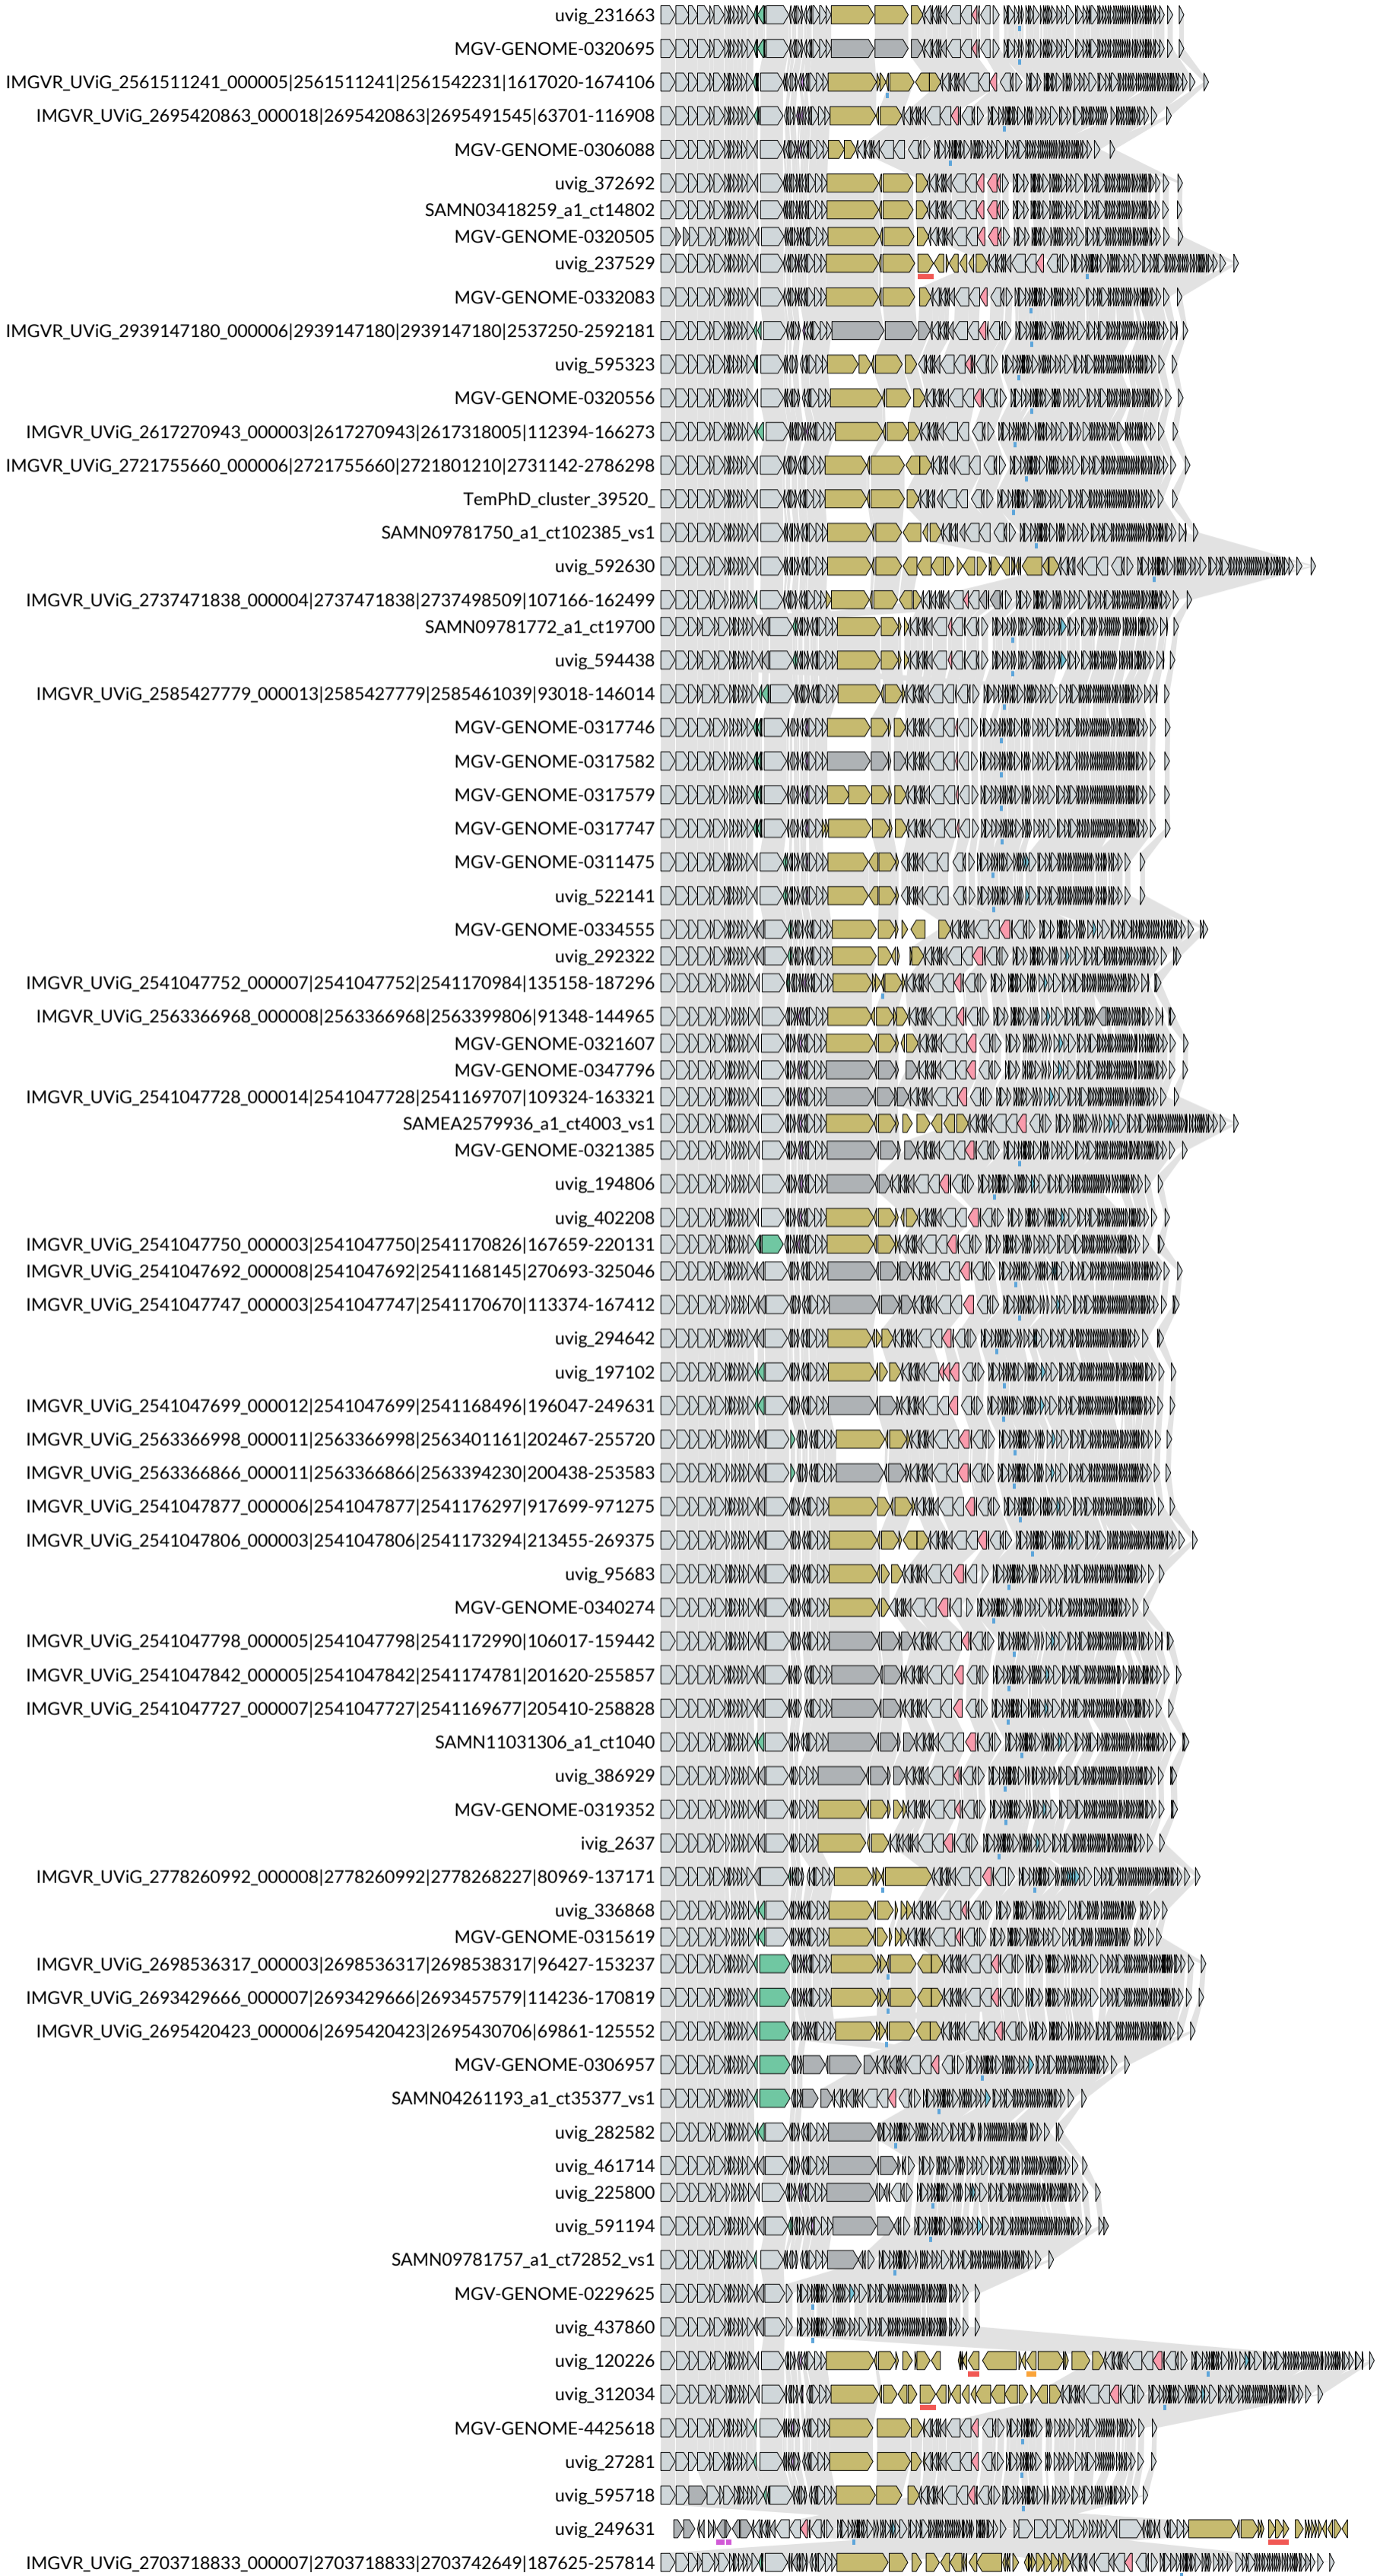 uvig_231663
MGV-GENOME-0320695
IMGVR_UViG_2561511241_000005|2561511241|2561542231|1617020-1674106
IMGVR_UViG_2695420863_000018|2695420863|2695491545|63701-116908
MGV-GENOME-0306088
uvig_372692
SAMN03418259_a1_ct14802
MGV-GENOME-0320505
uvig_237529
MGV-GENOME-0332083
IMGVR_UViG_2939147180_000006|2939147180|2939147180|2537250-2592181
uvig_595323
MGV-GENOME-0320556
IMGVR_UViG_2617270943_000003|2617270943|2617318005|112394-166273
IMGVR_UViG_2721755660_000006|2721755660|2721801210|2731142-2786298
TemPhD_cluster_39520_
SAMN09781750_a1_ct102385_vs1
uvig_592630
IMGVR_UViG_2737471838_000004|2737471838|2737498509|107166-162499
SAMN09781772_a1_ct19700
uvig_594438
IMGVR_UViG_2585427779_000013|2585427779|2585461039|93018-146014
MGV-GENOME-0317746
MGV-GENOME-0317582
MGV-GENOME-0317579
MGV-GENOME-0317747
MGV-GENOME-0311475
uvig_522141
MGV-GENOME-0334555
uvig_292322
IMGVR_UViG_2541047752_000007|2541047752|2541170984|135158-187296
IMGVR_UViG_2563366968_000008|2563366968|2563399806|91348-144965
MGV-GENOME-0321607
MGV-GENOME-0347796
IMGVR_UViG_2541047728_000014|2541047728|2541169707|109324-163321
SAMEA2579936_a1_ct4003_vs1
MGV-GENOME-0321385
uvig_194806
uvig_402208
IMGVR_UViG_2541047750_000003|2541047750|2541170826|167659-220131
IMGVR_UViG_2541047692_000008|2541047692|2541168145|270693-325046
IMGVR_UViG_2541047747_000003|2541047747|2541170670|113374-167412
uvig_294642
uvig_197102
IMGVR_UViG_2541047699_000012|2541047699|2541168496|196047-249631
IMGVR_UViG_2563366998_000011|2563366998|2563401161|202467-255720
IMGVR_UViG_2563366866_000011|2563366866|2563394230|200438-253583
IMGVR_UViG_2541047877_000006|2541047877|2541176297|917699-971275
IMGVR_UViG_2541047806_000003|2541047806|2541173294|213455-269375
uvig_95683
MGV-GENOME-0340274
IMGVR_UViG_2541047798_000005|2541047798|2541172990|106017-159442
IMGVR_UViG_2541047842_000005|2541047842|2541174781|201620-255857
IMGVR_UViG_2541047727_000007|2541047727|2541169677|205410-258828
SAMN11031306_a1_ct1040
uvig_386929
MGV-GENOME-0319352
ivig_2637
IMGVR_UViG_2778260992_000008|2778260992|2778268227|80969-137171
uvig_336868
MGV-GENOME-0315619
IMGVR_UViG_2698536317_000003|2698536317|2698538317|96427-153237
IMGVR_UViG_2693429666_000007|2693429666|2693457579|114236-170819
IMGVR_UViG_2695420423_000006|2695420423|2695430706|69861-125552
MGV-GENOME-0306957
SAMN04261193_a1_ct35377_vs1
uvig_282582
uvig_461714
uvig_225800
uvig_591194
SAMN09781757_a1_ct72852_vs1
MGV-GENOME-0229625
uvig_437860
uvig_120226
uvig_312034
MGV-GENOME-4425618
uvig_27281
uvig_595718
uvig_249631
IMGVR_UViG_2703718833_000007|2703718833|2703742649|187625-257814